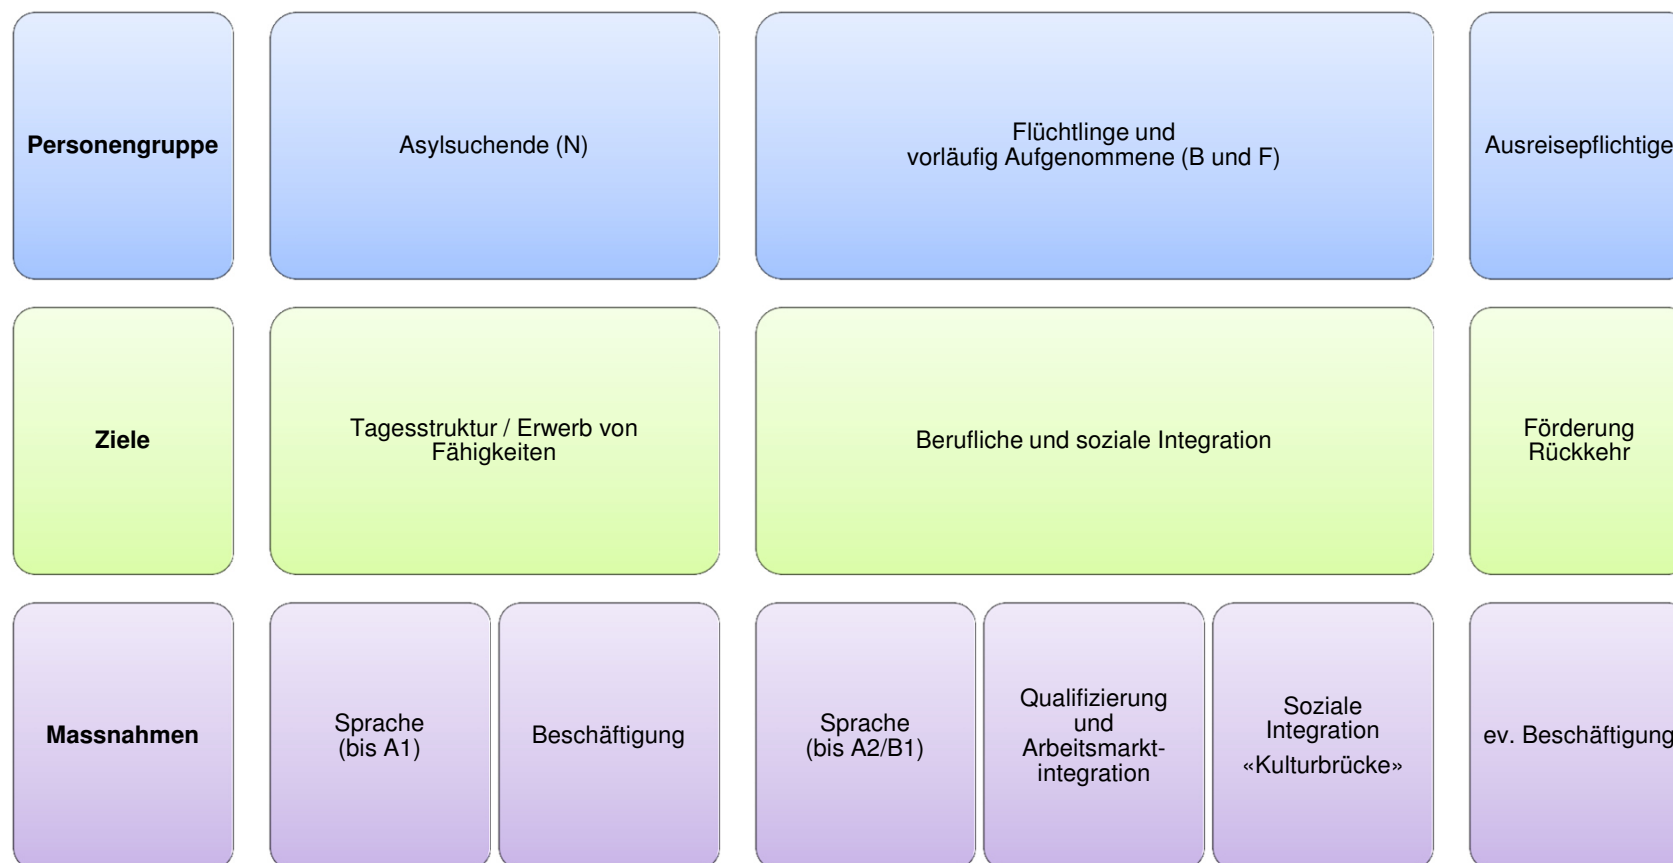 Personengruppe
Asylsuchende (N)
Flüchtlinge und
vorläufig Aufgenommene (B und F)
Ausreisepflichtige
Ziele
Tagesstruktur / Erwerb von
Fähigkeiten
Berufliche und soziale Integration
Förderung
Rückkehr
Massnahmen
Sprache
(bis A1)
Beschäftigung
Sprache
(bis A2/B1)
Qualifizierung
und
Arbeitsmarkt-
integration
Soziale
Integration
«Kulturbrücke»
ev. Beschäftigung